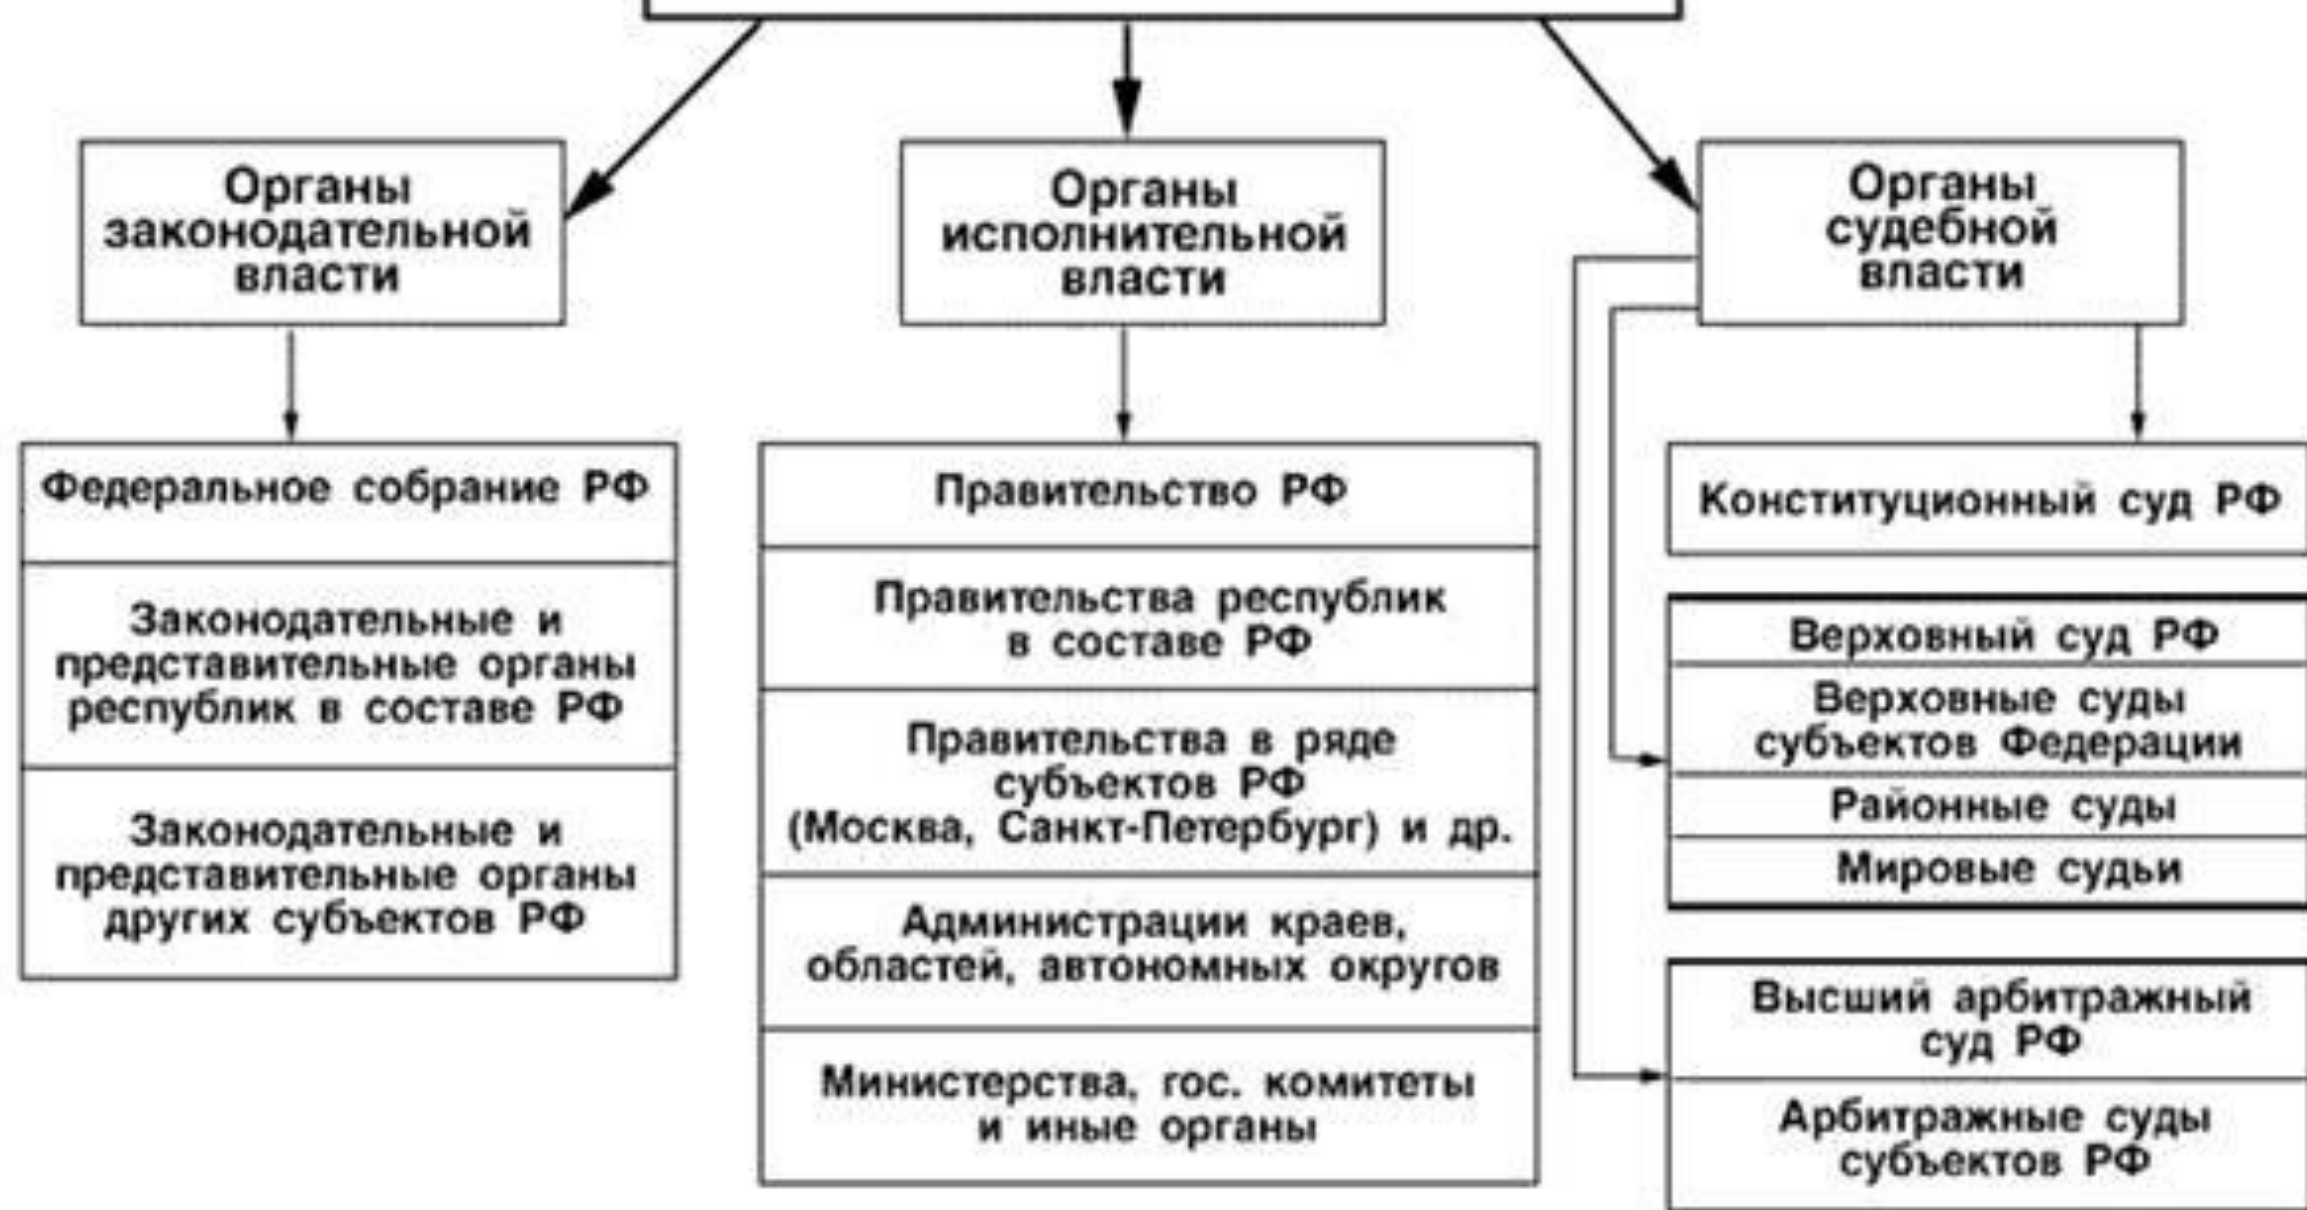 Органы
законодательной
власти
Органы
исполнительной
власти
Органы
судебной
власти
Федеральное собрание РФ
Законодательные и
представительные органы
республик в составе РФ
Законодательные и
представительные органы
других субъектов РФ
Правительство РФ
Правительства республик
в составе РФ
Правительства в ряде
субъектов РФ
(Москва, Санкт-Петербург) и др.
Администрации краев,
областей, автономных округов
Министерства, гос. комитеты
и иные органы
Конституционный суд РФ
Верховный суд РФ
Верховные суды
субъектов Федерации
Районные суды
Мировые судьи
Высший арбитражный
суд РФ
Арбитражные суды
субъектов РФ